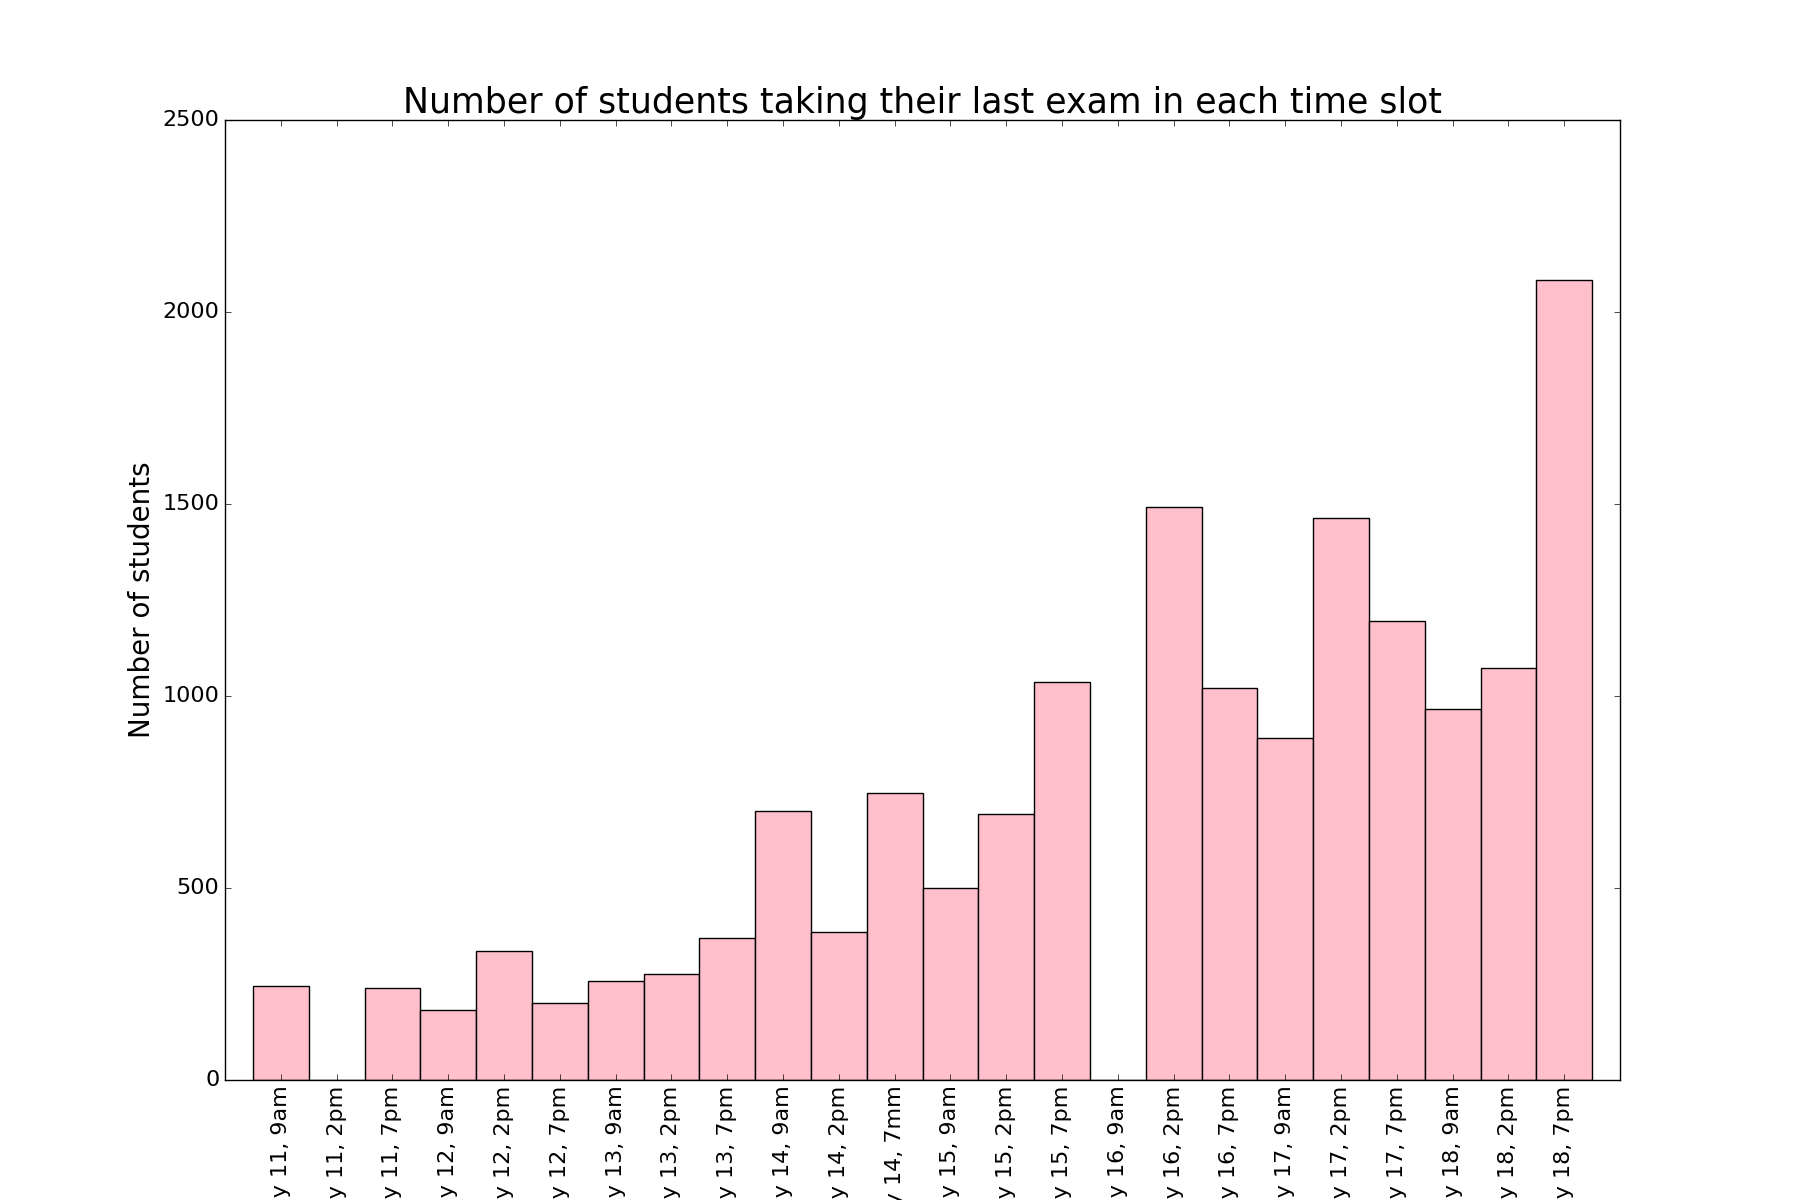 Number of students taking their last exam in each time slot
2500
2000
1500
1000
500
0
Number of students
y 11, 9am
y 11, 2pm
y 11, 7pm
y 12, 9am
y 12, 2pm
y 12, 7pm
y 13, 9am
y 13, 2pm
y 13, 7pm
y 14, 9am
y 14, 2pm
y 14, 7mm
y 15, 9am
y 15, 2pm
y 15, 7pm
y 16, 9am
y 16, 2pm
y 16, 7pm
y 17, 9am
y 17, 2pm
y 17, 7pm
y 18, 9am
y 18, 2pm
y 18, 7pm